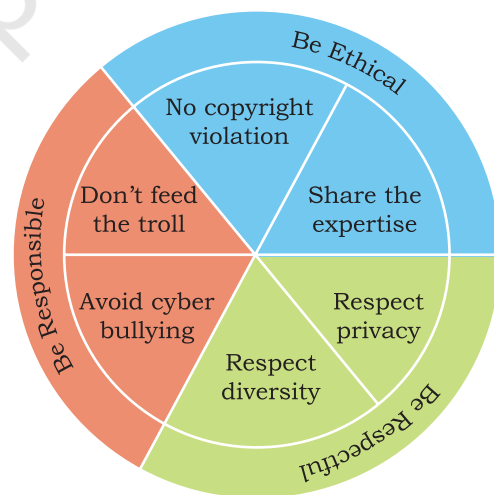 Be Ethical
No copyright
violation
Share the
expertise
Don't feed
the troll
Be Responsible
Avoid cyber
bullying
Respect
privacy
Respect
diversity
Be Respectful